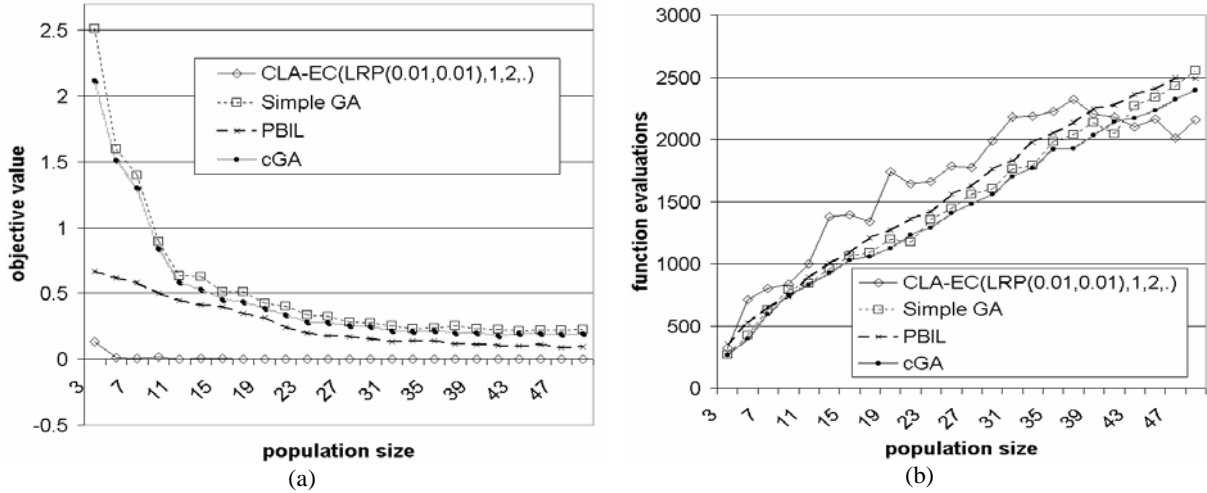 2.5
2
1.5
1
0.5
0
-0.5
objective value
CLA-EC(LRP(0.01,0.01),1,2,.)
Simple GA
PBIL
cGA
3 7 11 15 19 23 27 31 35 39 43 47
population size
(a)
3000
2500
2000
1500
1000
500
0
function evaluations
CLA-EC(LRP(0.01,0.01),1,2,.)
Simple GA
PBIL
cGA
3 7 11 15 19 23 27 31 35 39 43 47
population size
(b)